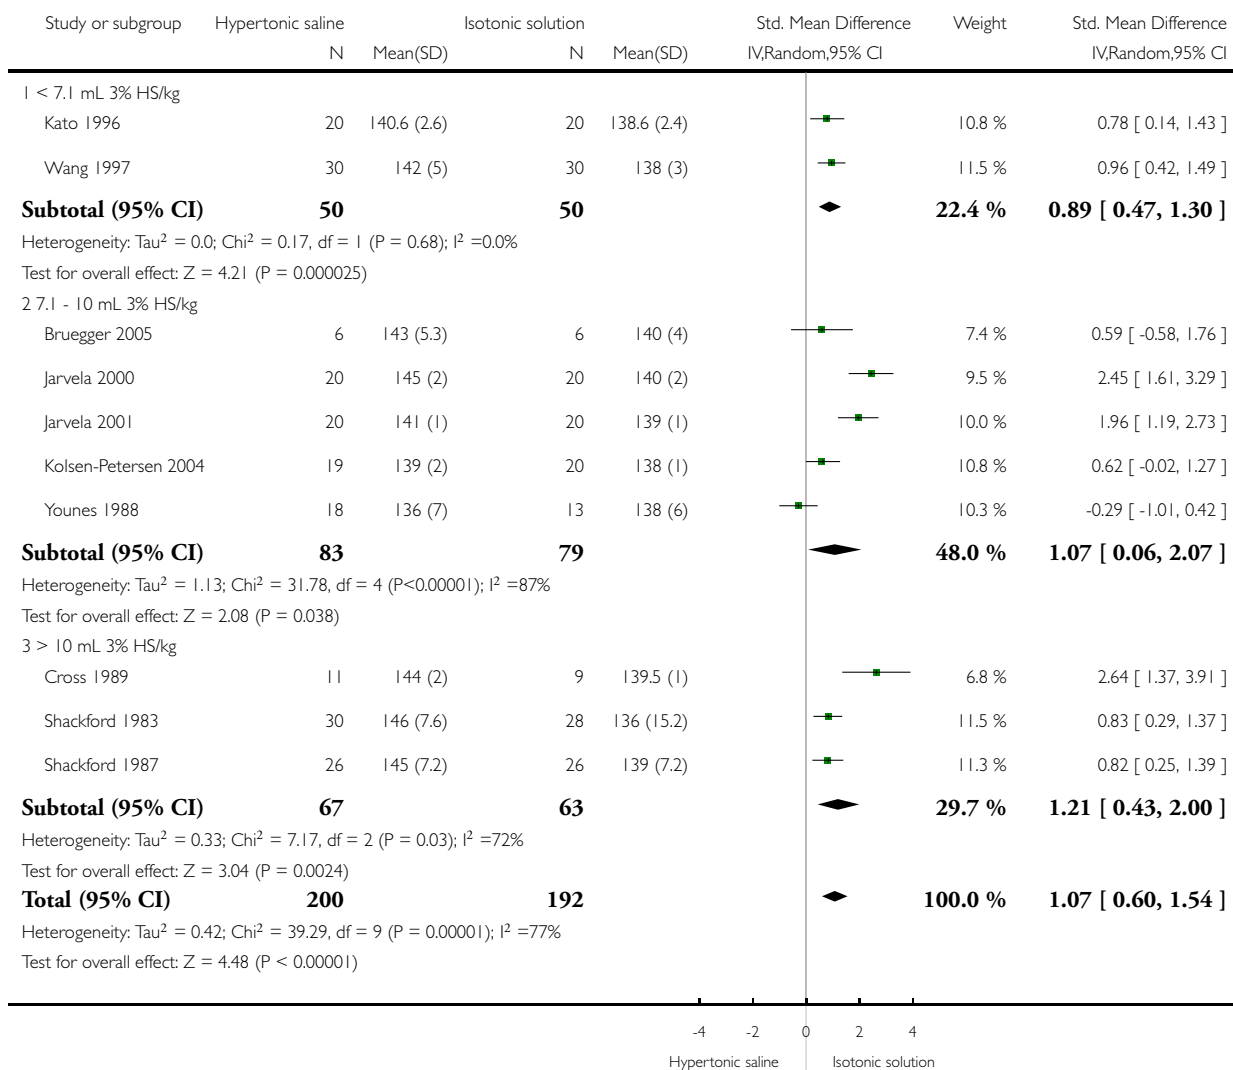 Study or subgroup Hypertonic saline Isotonic solution Std. Mean Difference Weight Std. Mean Difference
N Mean(SD) N Mean(SD) IV,Random,95% CI IV,Random,95% CI
1 < 7.1 mL 3% HS/kg
Kato 1996 20 140.6 (2.6) 20 138.6 (2.4) 10.8 % 0.78 [ 0.14, 1.43 ]
Wang 1997 30 142 (5) 30 138 (3) 11.5 % 0.96 [ 0.42, 1.49 ]
Subtotal (95% CI) 50 50 22.4 % 0.89 [ 0.47, 1.30 ]
Heterogeneity: Tau² = 0.0; Chi² = 0.17, df = 1 (P = 0.68); I² =0.0%
Test for overall effect: Z = 4.21 (P = 0.000025)
2 7.1 - 10 mL 3% HS/kg
Bruegger 2005 6 143 (5.3) 6 140 (4) 7.4 % 0.59 [ -0.58, 1.76 ]
Jarvela 2000 20 145 (2) 20 140 (2) 9.5 % 2.45 [ 1.61, 3.29 ]
Jarvela 2001 20 141 (1) 20 139 (1) 10.0 % 1.96 [ 1.19, 2.73 ]
Kolsen-Petersen 2004 19 139 (2) 20 138 (1) 10.8 % 0.62 [ -0.02, 1.27 ]
Younes 1988 18 136 (7) 13 138 (6) 10.3 % -0.29 [ -1.01, 0.42 ]
Subtotal (95% CI) 83 79 48.0 % 1.07 [ 0.06, 2.07 ]
Heterogeneity: Tau² = 1.13; Chi² = 31.78, df = 4 (P<0.00001); I² =87%
Test for overall effect: Z = 2.08 (P = 0.038)
3 > 10 mL 3% HS/kg
Cross 1989 11 144 (2) 9 139.5 (1) 6.8 % 2.64 [ 1.37, 3.91 ]
Shackford 1983 30 146 (7.6) 28 136 (15.2) 11.5 % 0.83 [ 0.29, 1.37 ]
Shackford 1987 26 145 (7.2) 26 139 (7.2) 11.3 % 0.82 [ 0.25, 1.39 ]
Subtotal (95% CI) 67 63 29.7 % 1.21 [ 0.43, 2.00 ]
Heterogeneity: Tau² = 0.33; Chi² = 7.17, df = 2 (P = 0.03); I² =72%
Test for overall effect: Z = 3.04 (P = 0.0024)
Total (95% CI) 200 192 100.0 % 1.07 [ 0.60, 1.54 ]
Heterogeneity: Tau² = 0.42; Chi² = 39.29, df = 9 (P = 0.00001); I² =77%
Test for overall effect: Z = 4.48 (P < 0.00001)
-4 -2 0 2 4
Hypertonic saline Isotonic solution